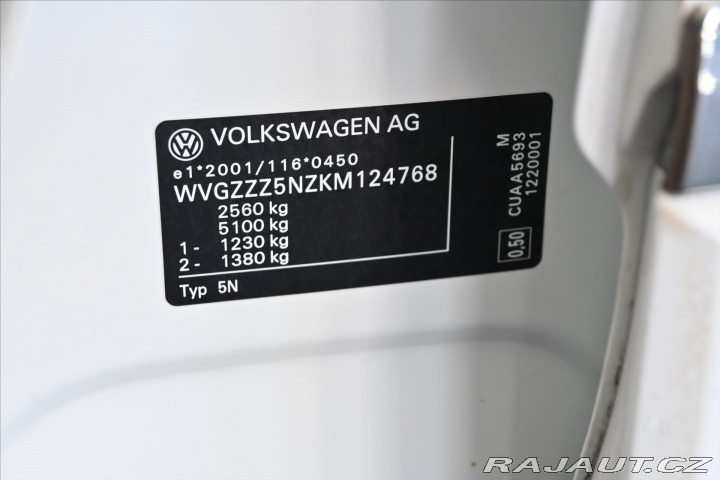 VOLKSWAGEN AG
e1*2001/116*0450
WVGZZZ5NZKM124768
2560 kg
5100 kg
1 - 1230 kg
2 - 1380 kg
Typ 5N
0,50
CUAA5693 M
1220001
RAJAUT.CZ